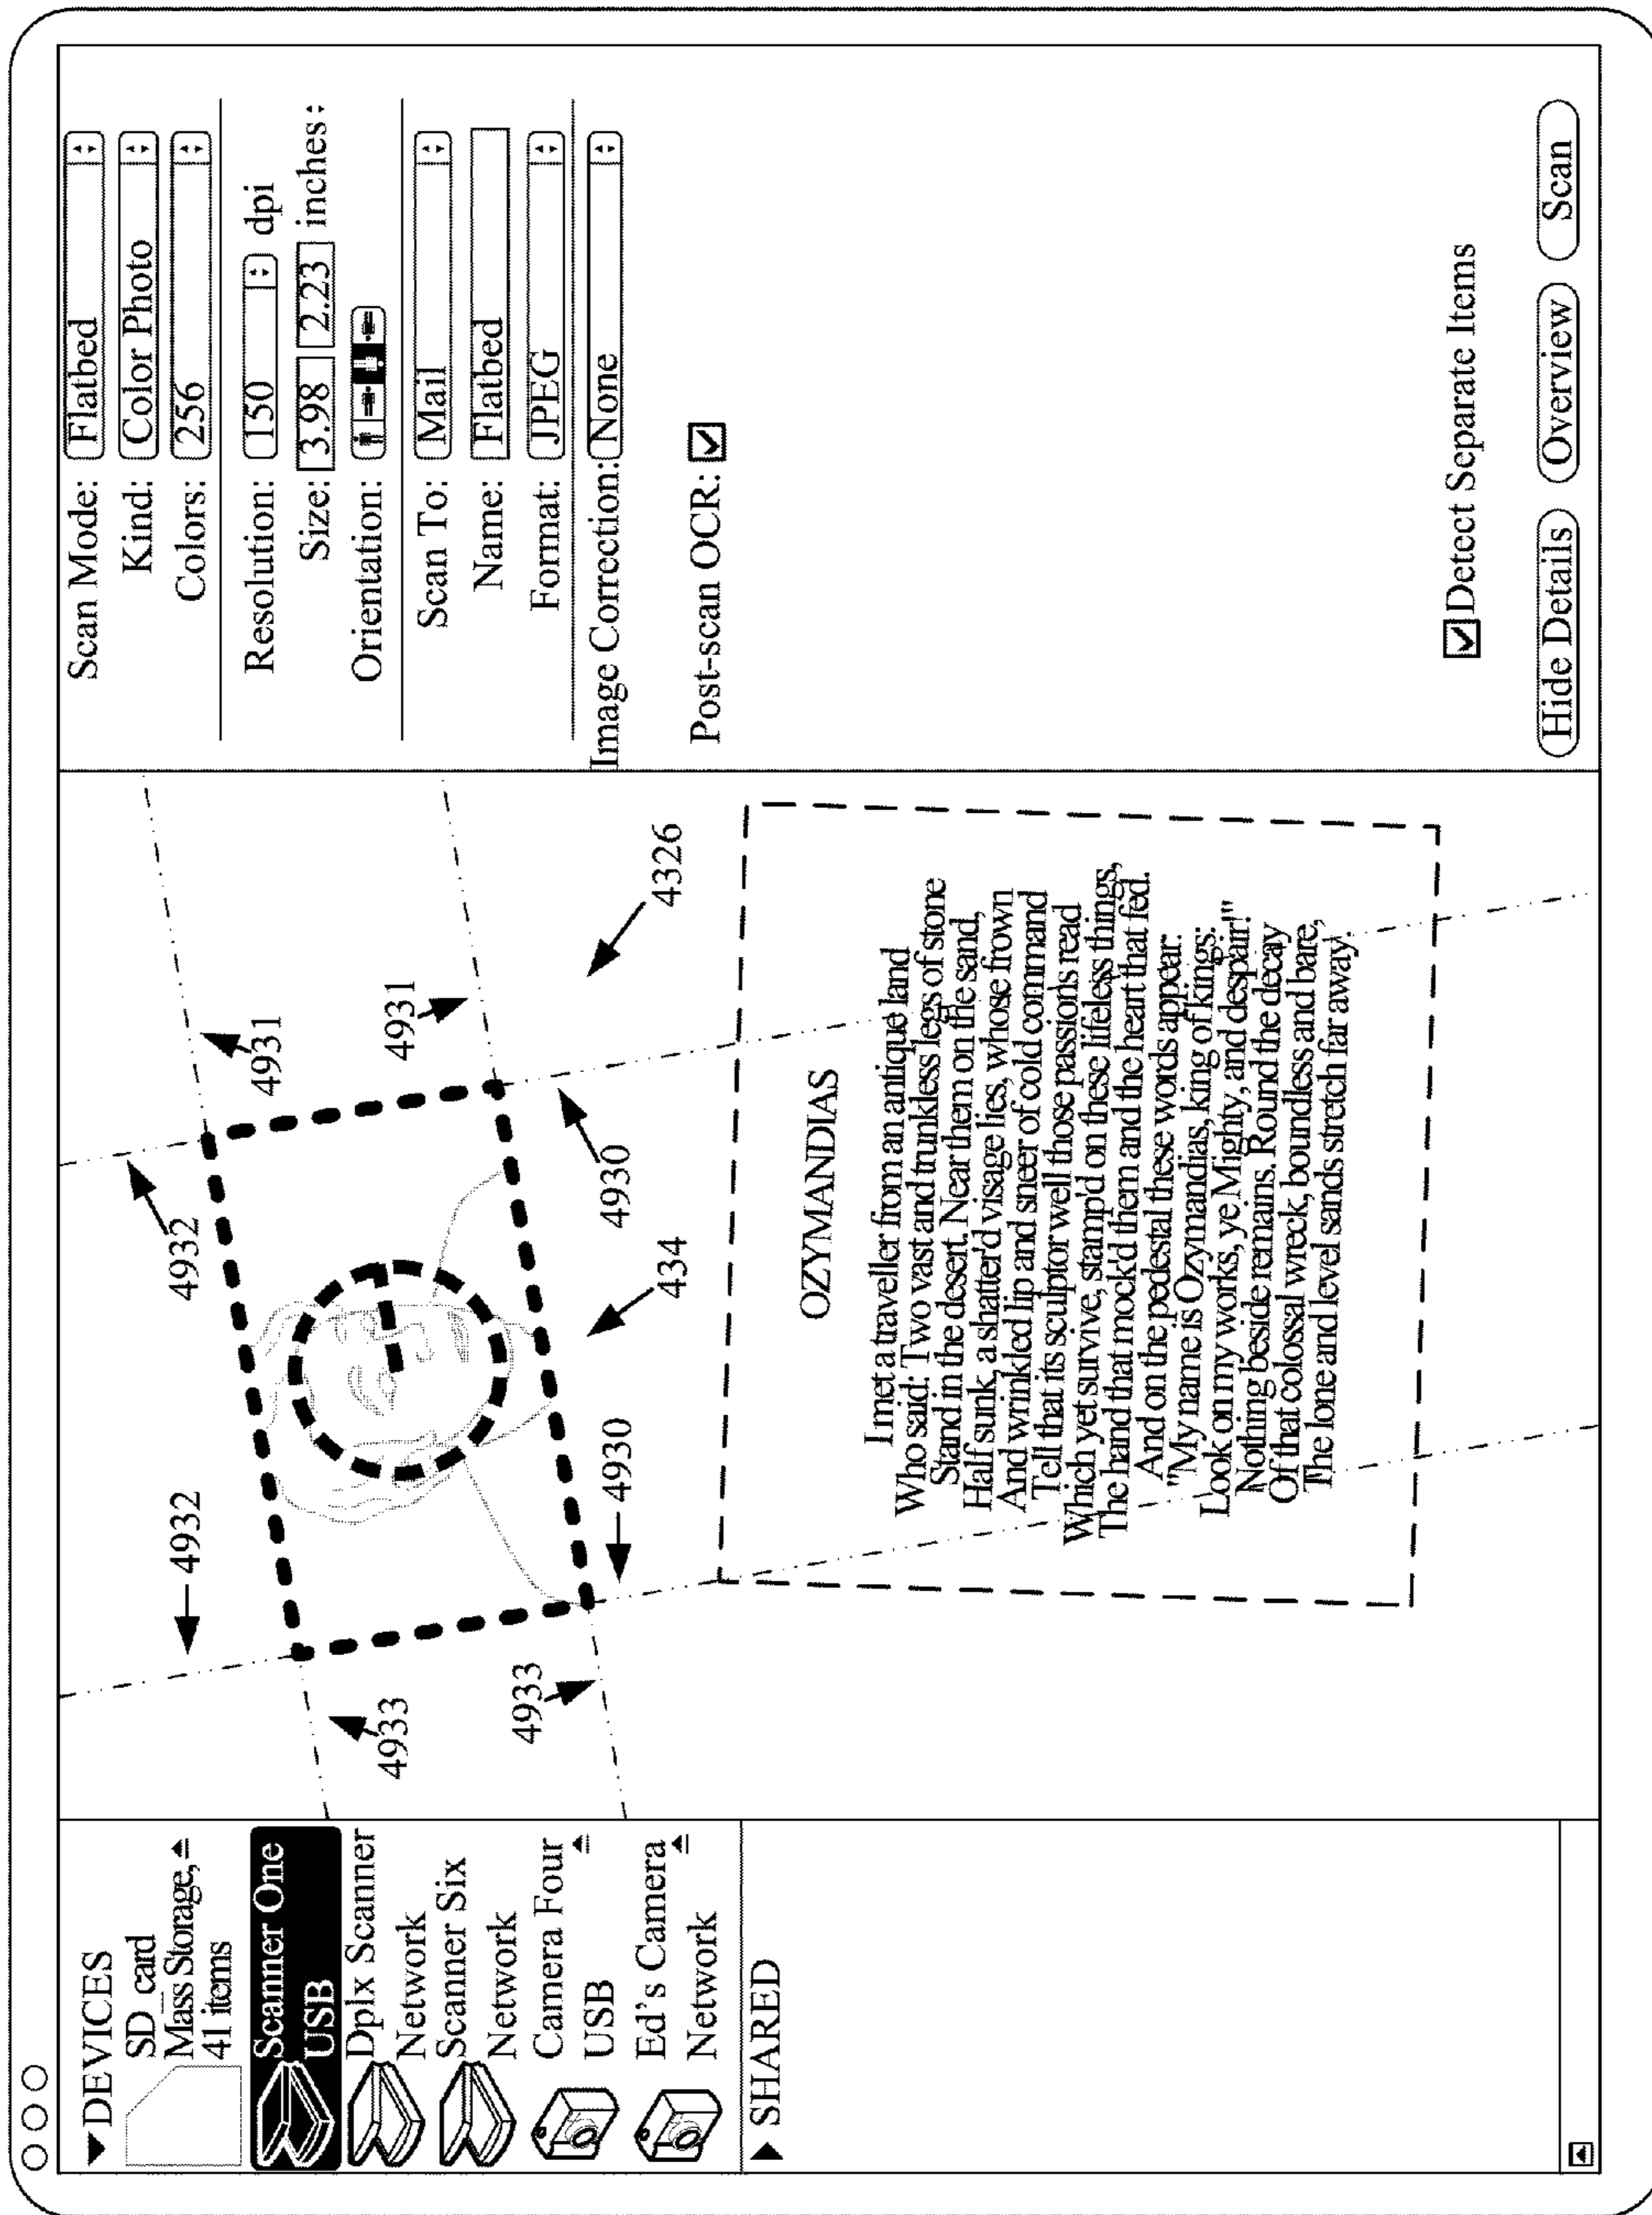 ▼DEVICES
SD card
Mass Storage,
41 items
Scanner One
USB
Dplx Scanner
Network
Scanner Six
Network
Camera Four
USB
Ed's Camera
Network
▶ SHARED
4932
4932
4931
4931
4933
4933
4930
4930
434
4326
OZYMANDIAS
I met a traveller from an antique land
Who said: Two vast and trunkless legs of stone
Stand in the desert. Near them on the sand,
Half sunk, a shatter'd visage lies, whose frown
And wrinkled lip and sneer of cold command
Tell that its sculptor well those passions read
Which yet survive, stamp'd on these lifeless things,
The hand that mock'd them and the heart that fed.
And on the pedestal these words appear:
"My name is Ozymandias, king of kings:
Look on my works, ye Mighty, and despair!"
Nothing beside remains. Round the decay
Of that colossal wreck, boundless and bare,
The lone and level sands stretch far away.
Scan Mode: Flatbed
Kind: Color Photo
Colors: 256
Resolution: 150 dpi
Size: 3.98 2.23 inches
Orientation:
Scan To: Mail
Name: Flatbed
Format: JPEG
Image Correction: None
Post-scan OCR:
Detect Separate Items
Hide Details Overview Scan